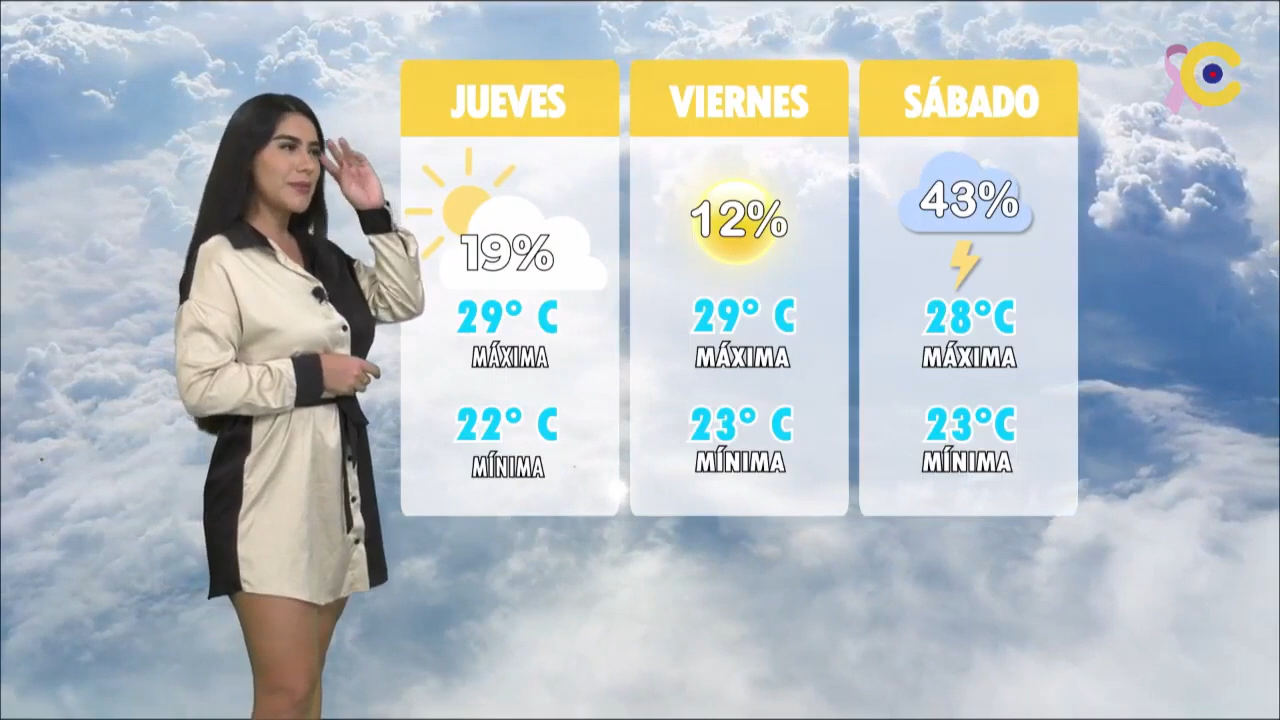 JUEVES
19%
29° C
MÁXIMA
22° C
MÍNIMA
VIERNES
12%
29° C
MÁXIMA
23° C
MÍNIMA
SÁBADO
43%
28°C
MÁXIMA
23°C
MÍNIMA